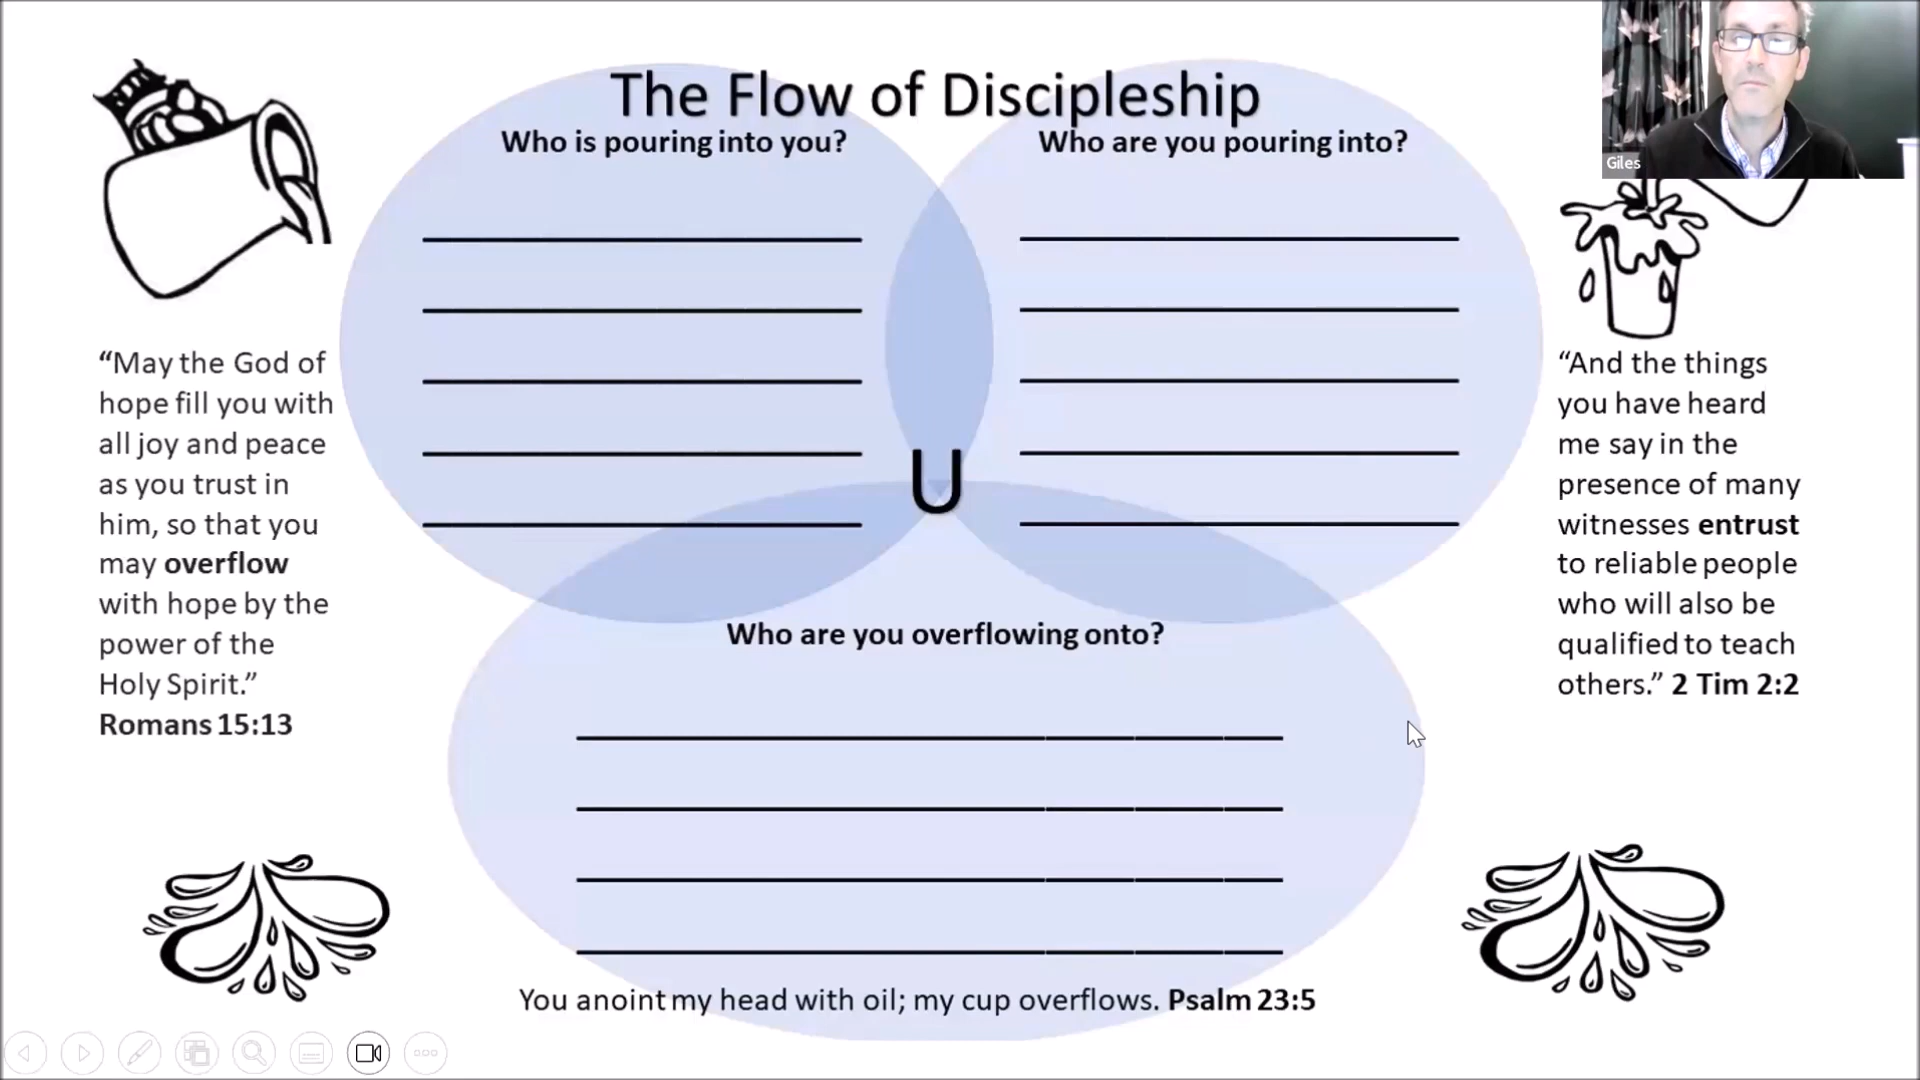 The Flow of Discipleship
Who is pouring into you?
Who are you pouring into?
Giles
“May the God of
hope fill you with
all joy and peace
as you trust in
him, so that you
may overflow
with hope by the
power of the
Holy Spirit.”
Romans 15:13
U
“And the things
you have heard
me say in the
presence of many
witnesses entrust
to reliable people
who will also be
qualified to teach
others.” 2 Tim 2:2
Who are you overflowing onto?
You anoint my head with oil; my cup overflows. Psalm 23:5